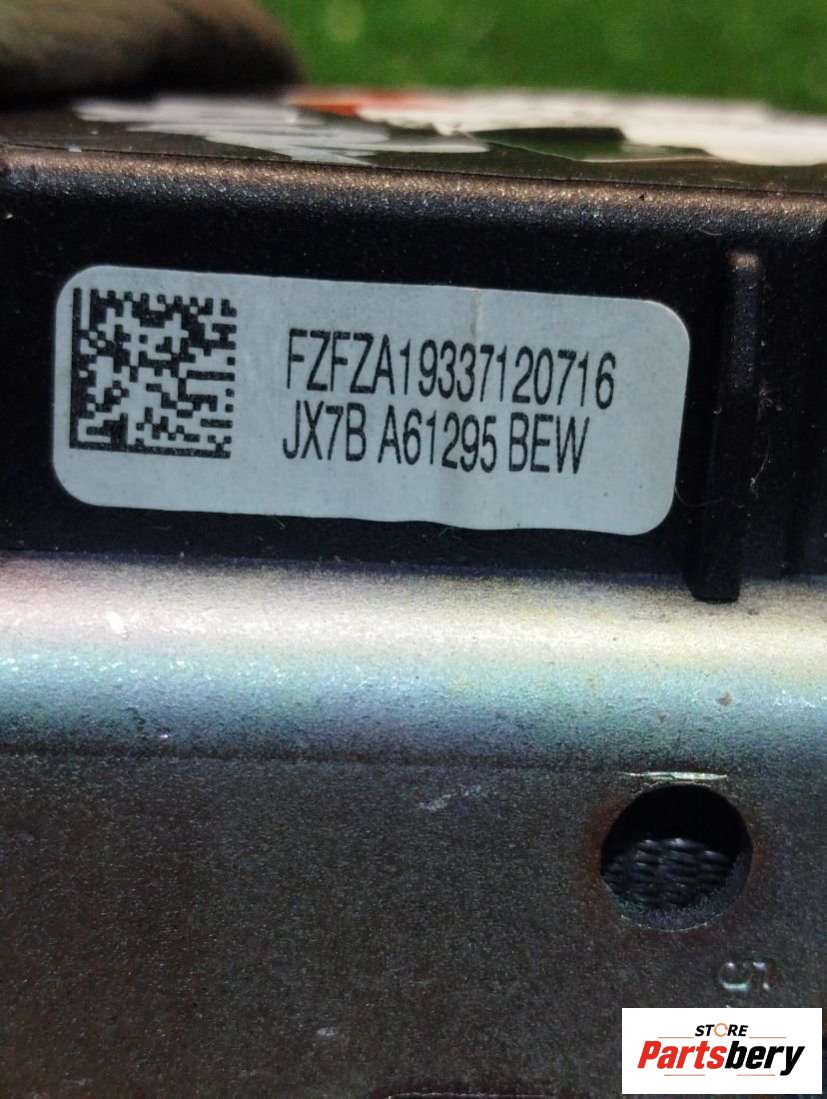 FZFZA19337120716
JX7B A61295 BEW
STORE
Partsbery